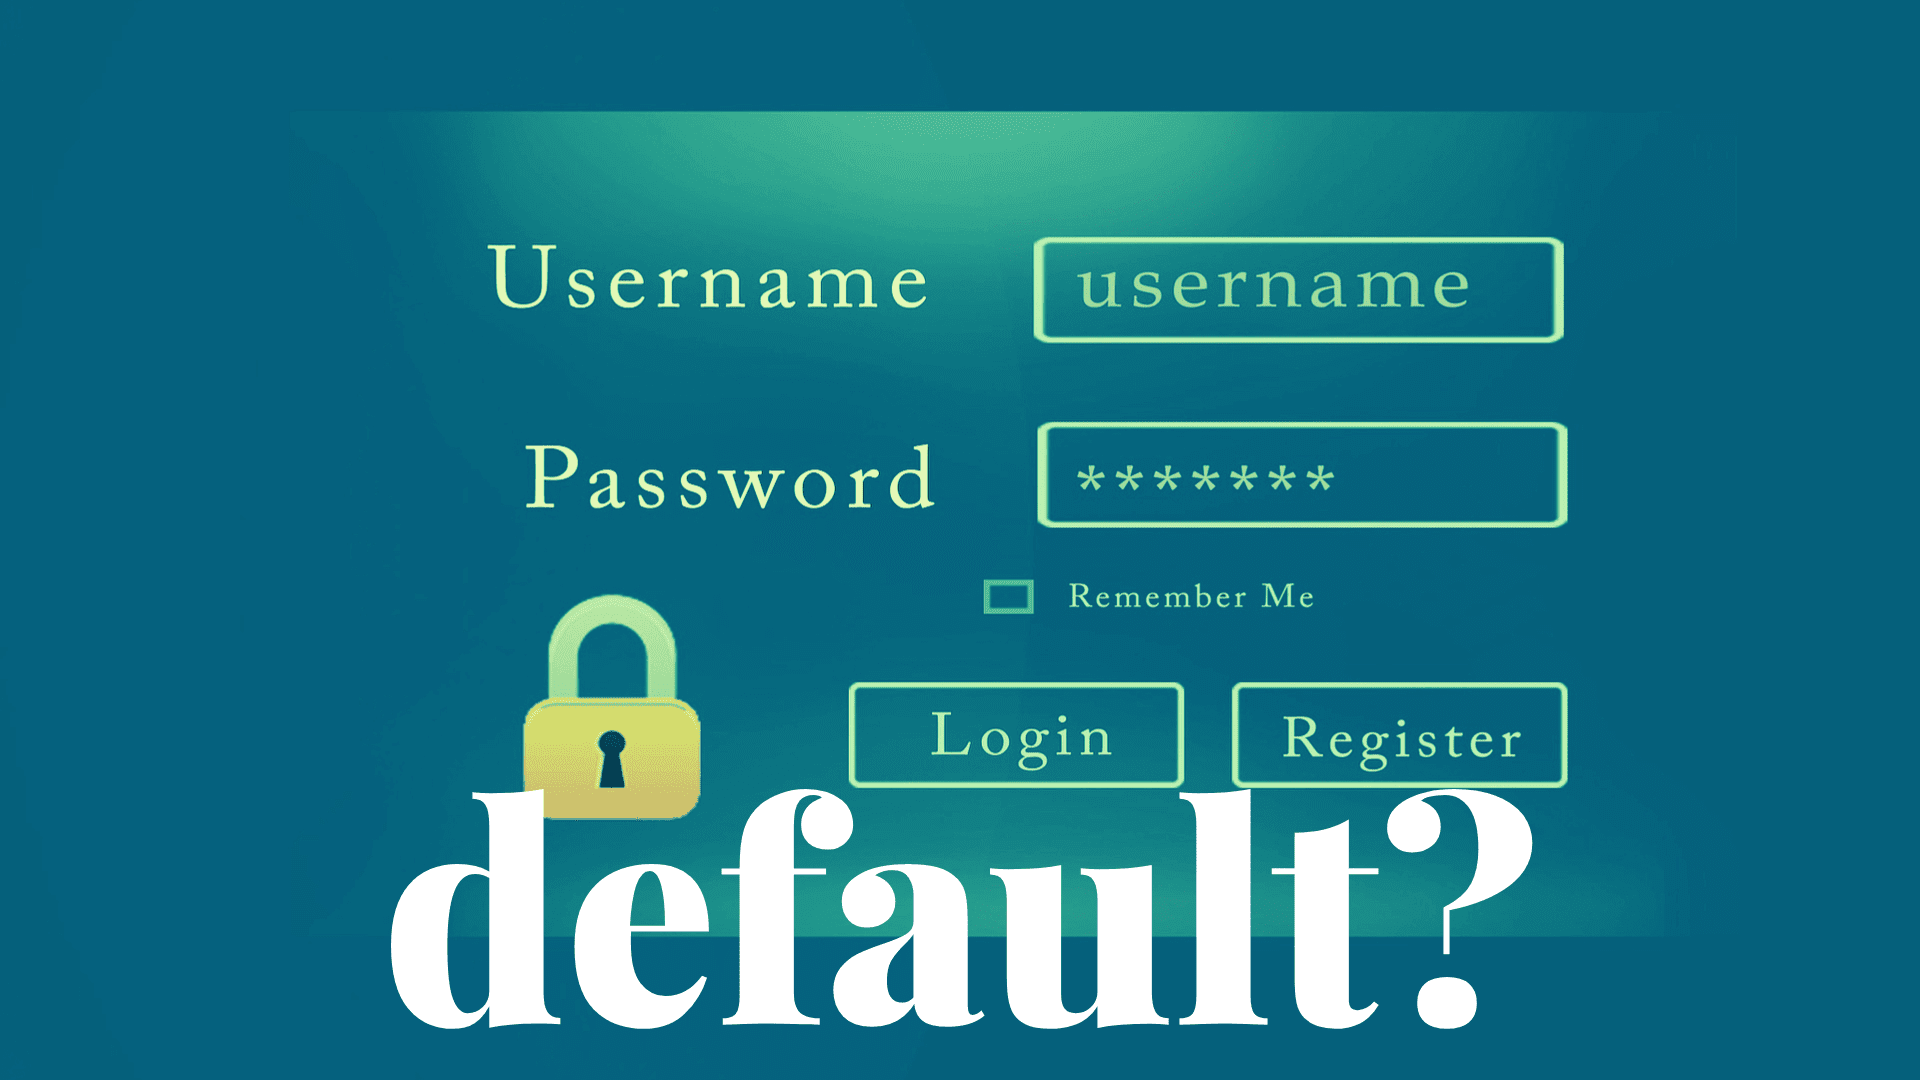 Username username
Password *******
Remember Me
Login Register
default?